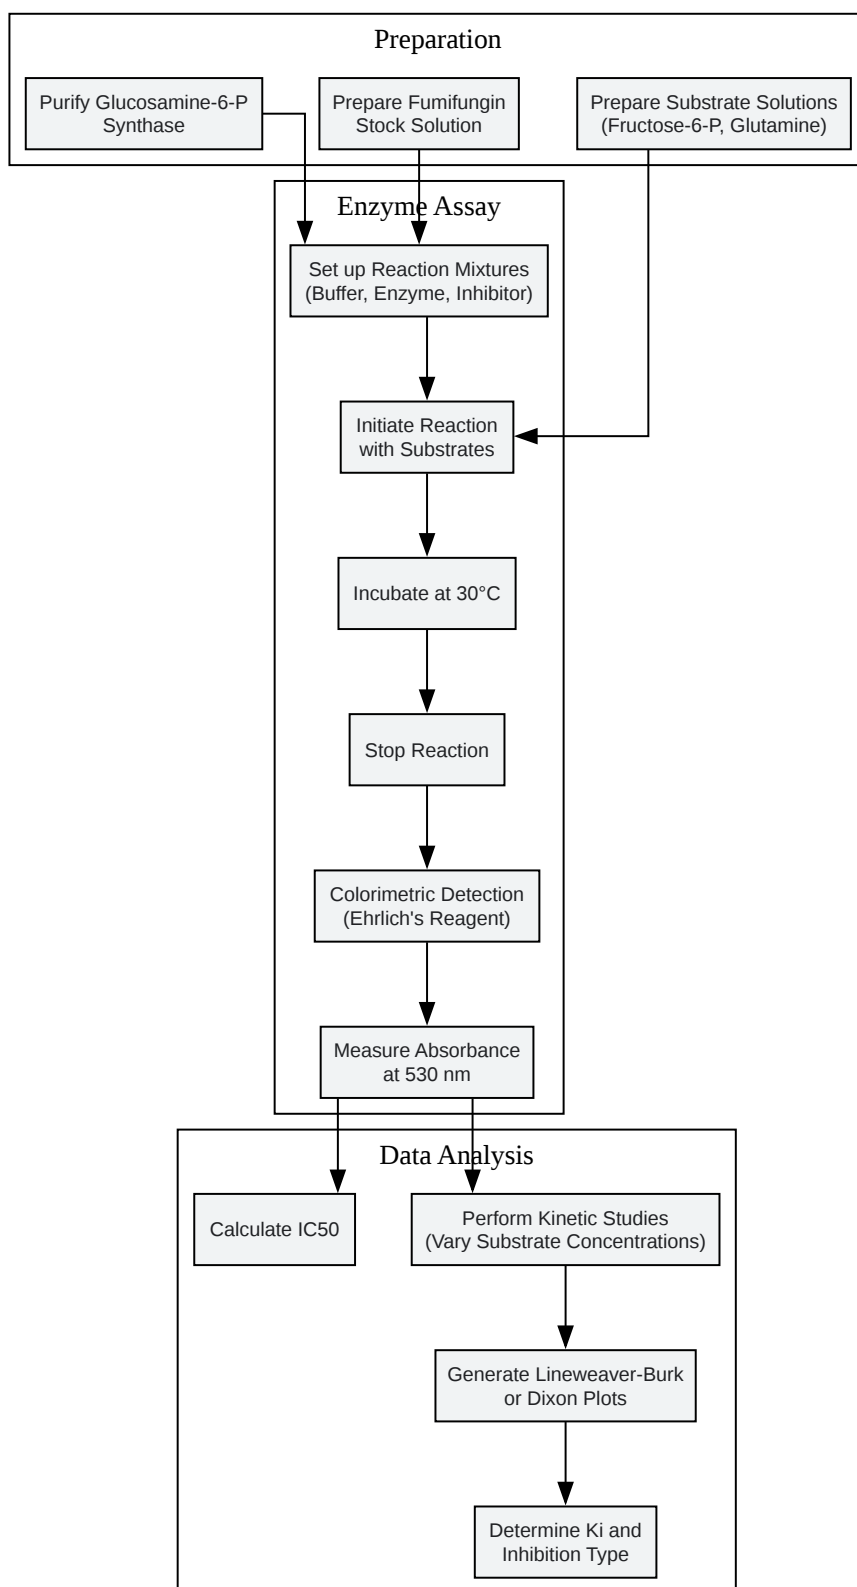 Preparation
Purify Glucosamine-6-P
Synthase
Prepare Fumifungin
Stock Solution
Prepare Substrate Solutions
(Fructose-6-P, Glutamine)
Enzyme Assay
Set up Reaction Mixtures
(Buffer, Enzyme, Inhibitor)
Initiate Reaction
with Substrates
Incubate at 30°C
Stop Reaction
Colorimetric Detection
(Ehrlich's Reagent)
Measure Absorbance
at 530 nm
Data Analysis
Calculate IC50
Perform Kinetic Studies
(Vary Substrate Concentrations)
Generate Lineweaver-Burk
or Dixon Plots
Determine Ki and
Inhibition Type